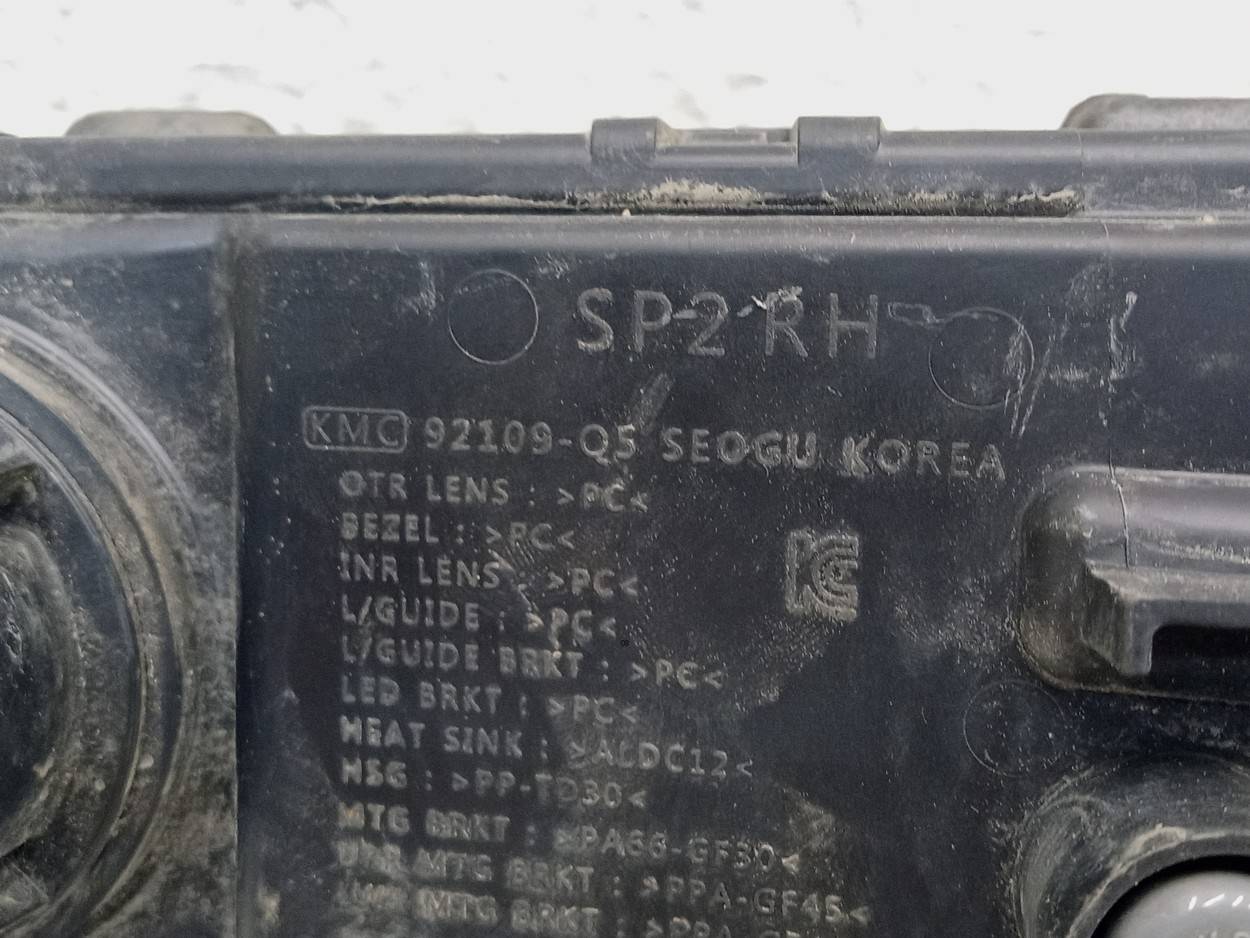 SP2 RH
KMC 92109-Q5 SEOGU KOREA
OTR LENS : >PC<
BEZEL : >PC<
INR LENS : >PC<
KC
L/GUIDE : >PC<
L/GUIDE BRKT : >PC<
LED BRKT : >PC<
HEAT SINK : >ALDC12<
HSG : >PP-TD30<
MTG BRKT : >PA66-GF30<
MTG BRKT : >PPA-GF45<
MTG BRKT :